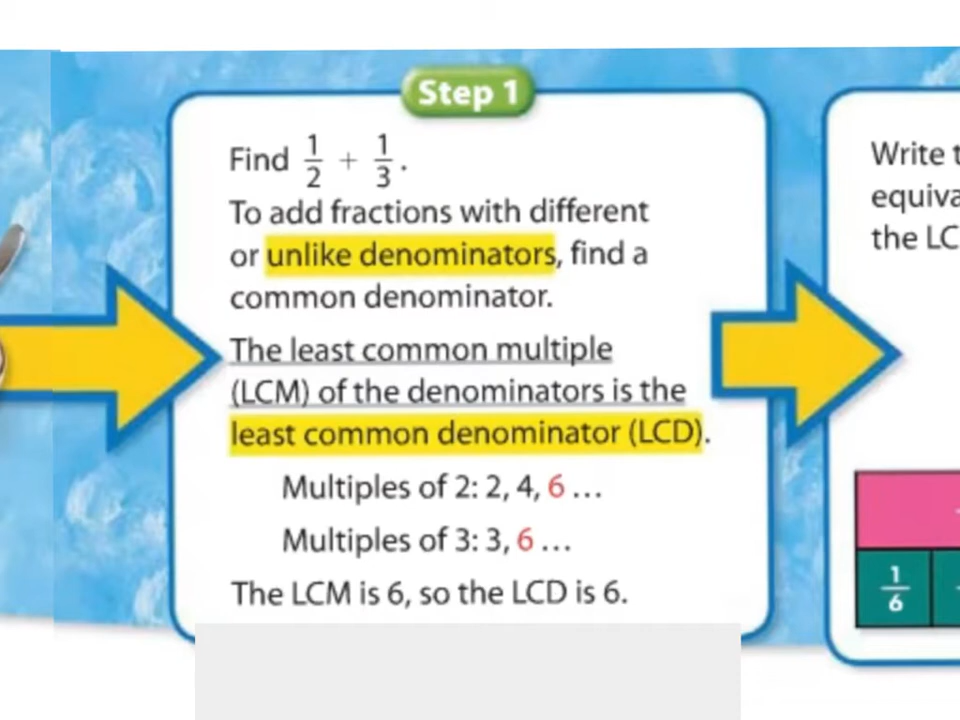 Step 1
Find 1/2 + 1/3.
To add fractions with different
or unlike denominators, find a
common denominator.
The least common multiple
(LCM) of the denominators is the
least common denominator (LCD).
Multiples of 2: 2, 4, 6 ...
Multiples of 3: 3, 6 ...
The LCM is 6, so the LCD is 6.
Write
the
1/6